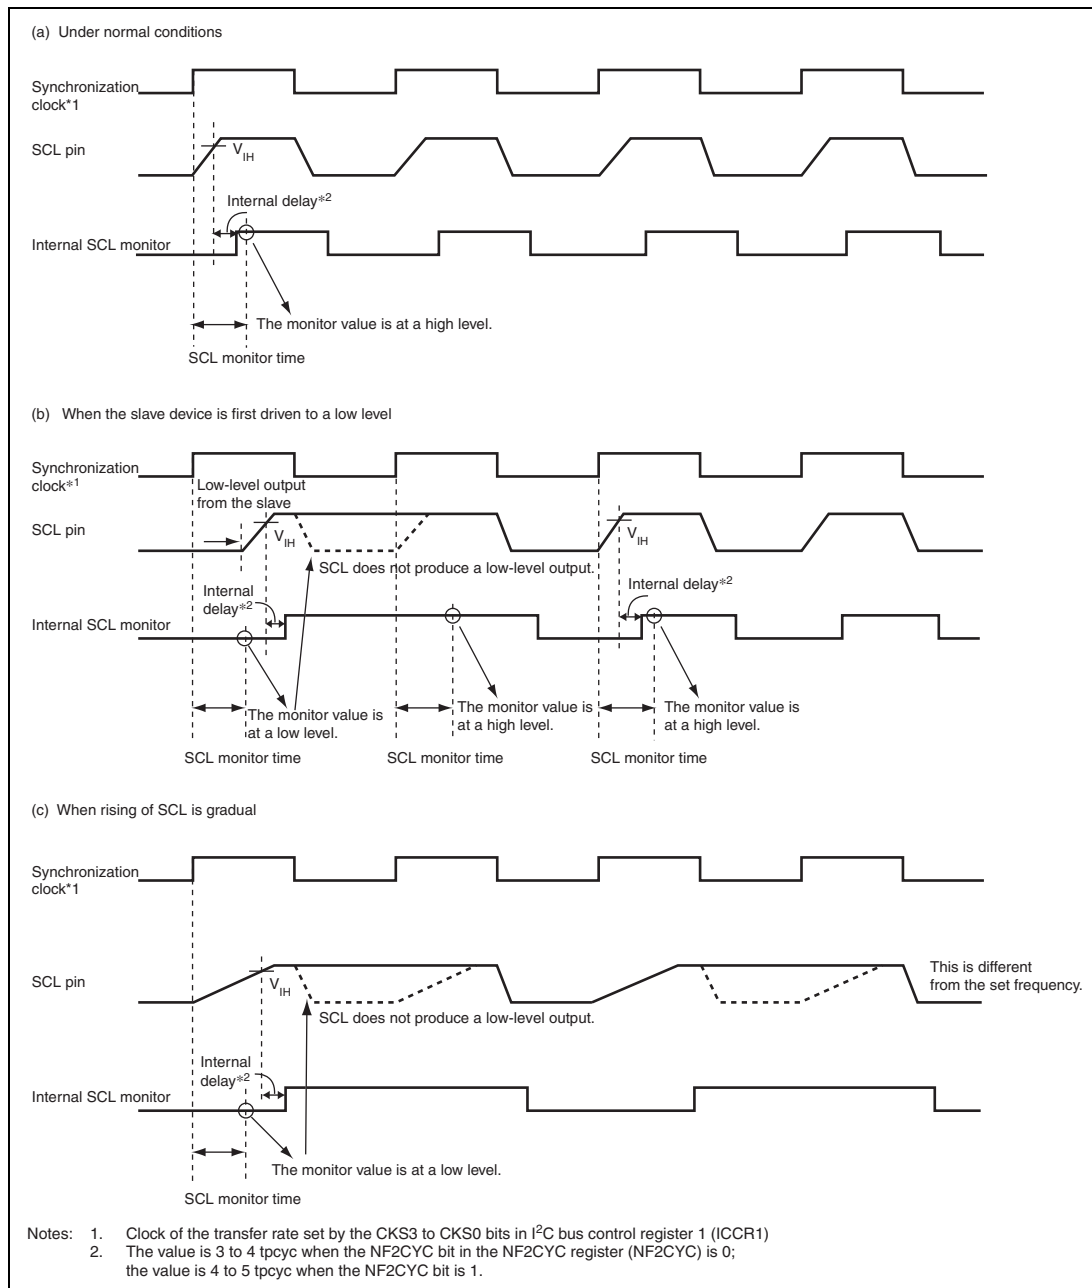 (a) Under normal conditions
Synchronization
clock*1
SCL pin
VIH
Internal delay*2
Internal SCL monitor
The monitor value is at a high level.
SCL monitor time
(b) When the slave device is first driven to a low level
Synchronization
clock*1
Low-level output
from the slave
SCL pin
VIH
VIH
SCL does not produce a low-level output.
Internal
delay*2
Internal delay*2
Internal SCL monitor
The monitor value is
at a low level.
The monitor value is
at a high level.
The monitor value is
at a high level.
SCL monitor time
SCL monitor time
SCL monitor time
(c) When rising of SCL is gradual
Synchronization
clock*1
SCL pin
VIH
This is different
from the set frequency.
SCL does not produce a low-level output.
Internal
delay*2
Internal SCL monitor
The monitor value is at a low level.
SCL monitor time
Notes: 1. Clock of the transfer rate set by the CKS3 to CKS0 bits in I2C bus control register 1 (ICCR1)
2. The value is 3 to 4 tpcyc when the NF2CYC bit in the NF2CYC register (NF2CYC) is 0;
the value is 4 to 5 tpcyc when the NF2CYC bit is 1.